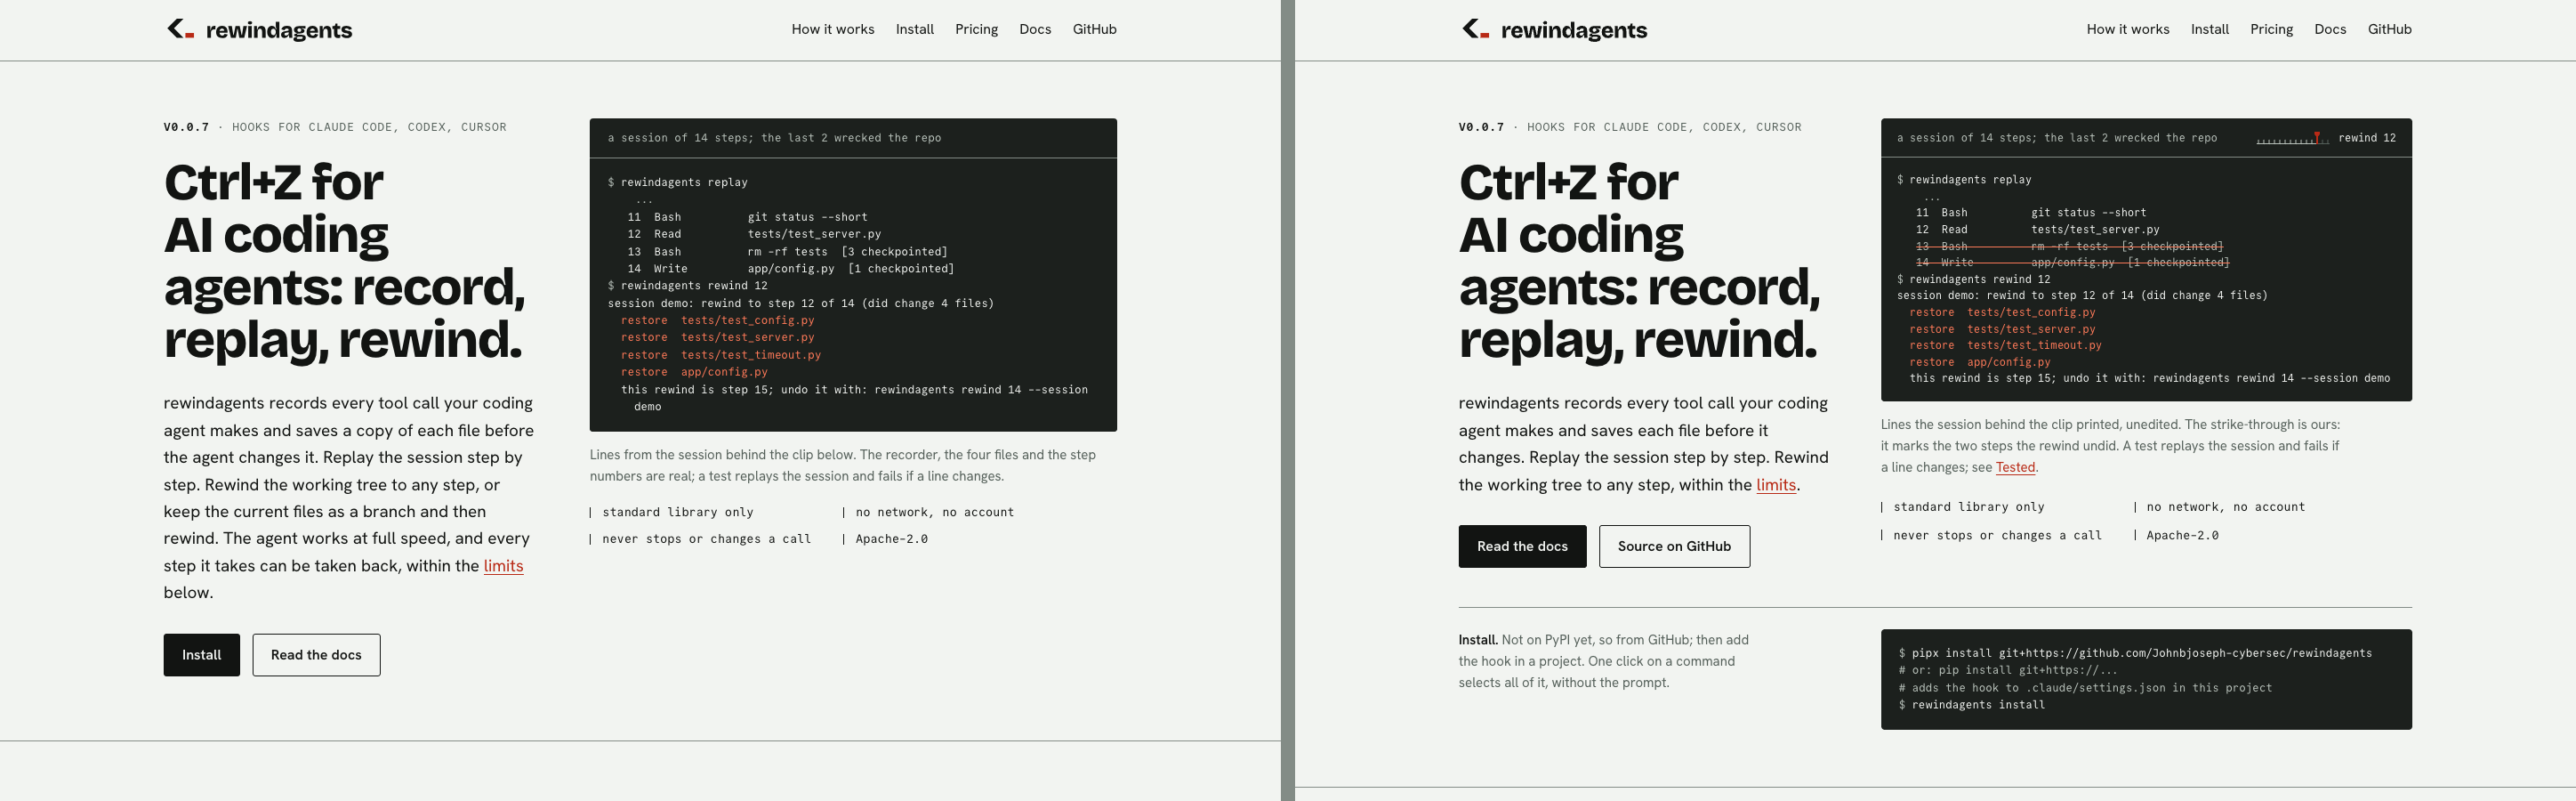 rewindagents
How it works Install Pricing Docs GitHub
V0.0.7 · HOOKS FOR CLAUDE CODE, CODEX, CURSOR
Ctrl+Z for
AI coding
agents: record,
replay, rewind.
rewindagents records every tool call your coding
agent makes and saves a copy of each file before
the agent changes it. Replay the session step by
step. Rewind the working tree to any step, or
keep the current files as a branch and then
rewind. The agent works at full speed, and every
step it takes can be taken back, within the limits
below.
Install Read the docs
a session of 14 steps; the last 2 wrecked the repo
$ rewindagents replay
...
11 Bash git status --short
12 Read tests/test_server.py
13 Bash rm -rf tests [3 checkpointed]
14 Write app/config.py [1 checkpointed]
$ rewindagents rewind 12
session demo: rewind to step 12 of 14 (did change 4 files)
restore tests/test_config.py
restore tests/test_server.py
restore tests/test_timeout.py
restore app/config.py
this rewind is step 15; undo it with: rewindagents rewind 14 --session
demo
Lines from the session behind the clip below. The recorder, the four files and the step
numbers are real; a test replays the session and fails if a line changes.
| standard library only | no network, no account
| never stops or changes a call | Apache-2.0
rewindagents
How it works Install Pricing Docs GitHub
V0.0.7 · HOOKS FOR CLAUDE CODE, CODEX, CURSOR
Ctrl+Z for
AI coding
agents: record,
replay, rewind.
rewindagents records every tool call your coding
agent makes and saves each file before it
changes. Replay the session step by step. Rewind
the working tree to any step, within the limits.
Read the docs Source on GitHub
a session of 14 steps; the last 2 wrecked the repo rewind 12
$ rewindagents replay
...
11 Bash git status --short
12 Read tests/test_server.py
13 Bash rm -rf tests [3 checkpointed]
14 Write app/config.py [1 checkpointed]
$ rewindagents rewind 12
session demo: rewind to step 12 of 14 (did change 4 files)
restore tests/test_config.py
restore tests/test_server.py
restore tests/test_timeout.py
restore app/config.py
this rewind is step 15; undo it with: rewindagents rewind 14 --session demo
Lines the session behind the clip printed, unedited. The strike-through is ours:
it marks the two steps the rewind undid. A test replays the session and fails if
a line changes; see Tested.
| standard library only | no network, no account
| never stops or changes a call | Apache-2.0
Install. Not on PyPI yet, so from GitHub; then add
the hook in a project. One click on a command
selects all of it, without the prompt.
$ pipx install git+https://github.com/Johnbjoseph-cybersec/rewindagents
# or: pip install git+https://...
# adds the hook to .claude/settings.json in this project
$ rewindagents install